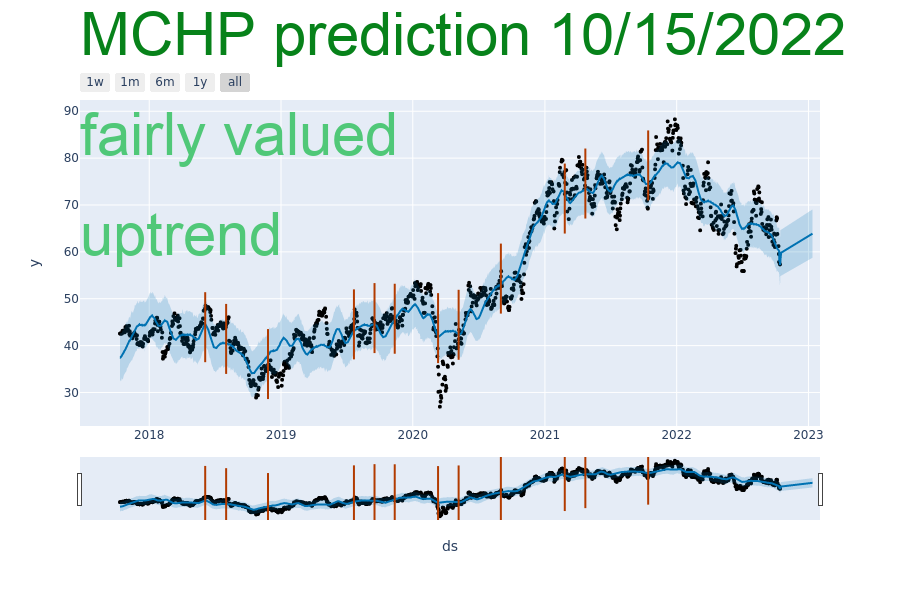 MCHP prediction 10/15/2022
1w 1m 6m 1y all
90
fairly valued
80
70
uptrend
60
y
50
40
30
2018 2019 2020 2021 2022 2023
ds